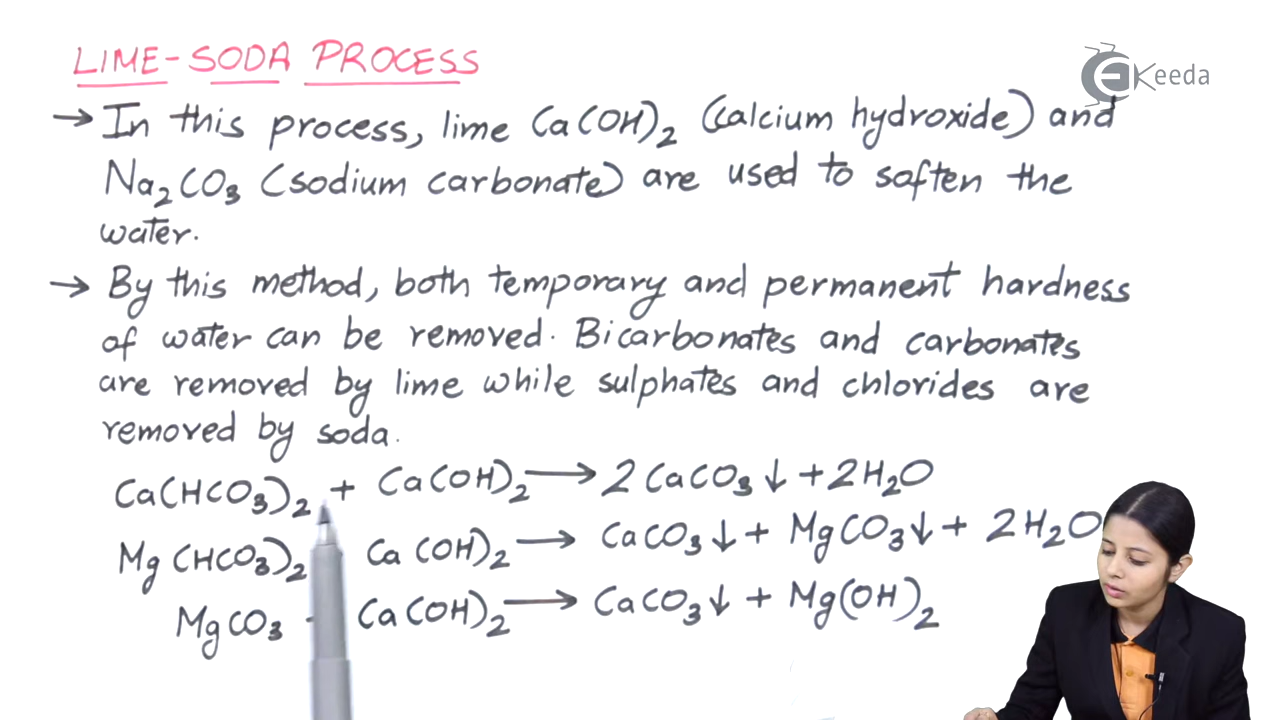 LIME-SODA PROCESS
EKeeda
→ In this process, lime Ca(OH)₂ (calcium hydroxide) and
Na₂CO₃ (sodium carbonate) are used to soften the
water.
→ By this method, both temporary and permanent hardness
of water can be removed. Bicarbonates and carbonates
are removed by lime while sulphates and chlorides are
removed by soda.
Ca(HCO₃)₂ + Ca(OH)₂ → 2CaCO₃↓ + 2H₂O
Mg(HCO₃)₂ Ca(OH)₂ → CaCO₃↓ + MgCO₃↓ + 2H₂O
MgCO₃ Ca(OH)₂ → CaCO₃↓ + Mg(OH)₂